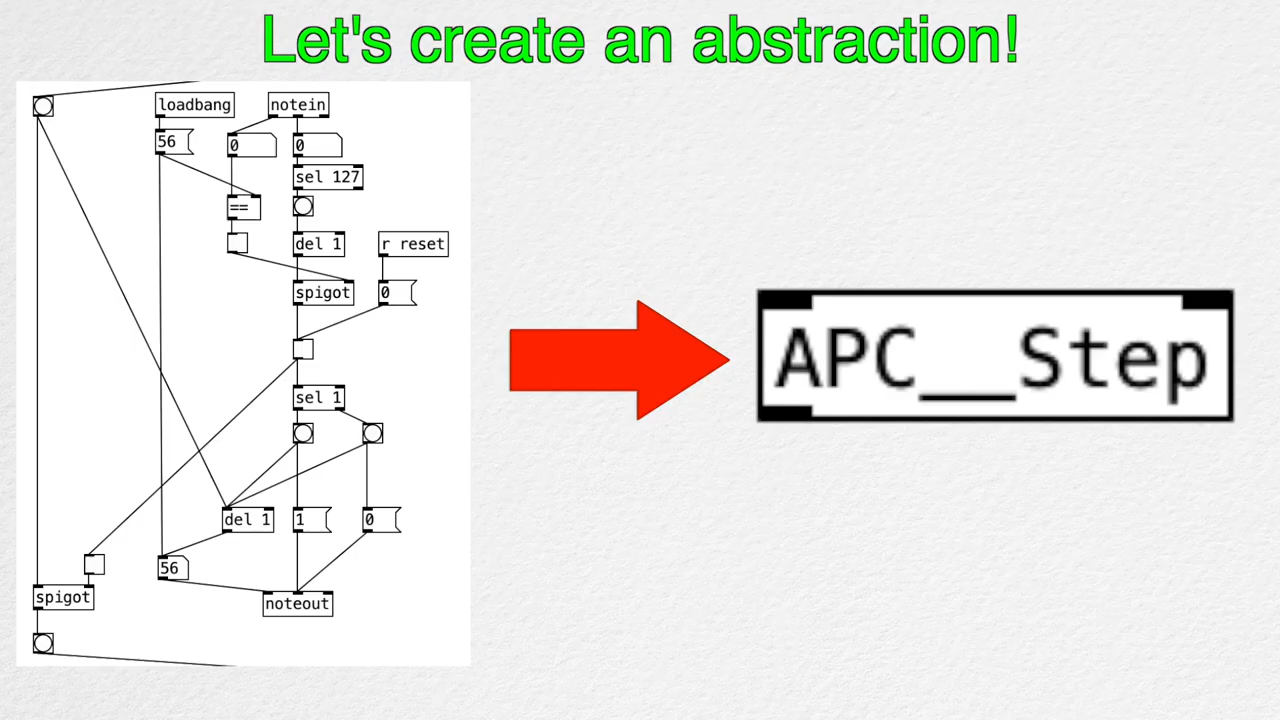 Let's create an abstraction!
loadbang
notein
56
0
0
sel 127
==
del 1
r reset
spigot
0
sel 1
del 1
1
0
56
spigot
noteout
APC__Step